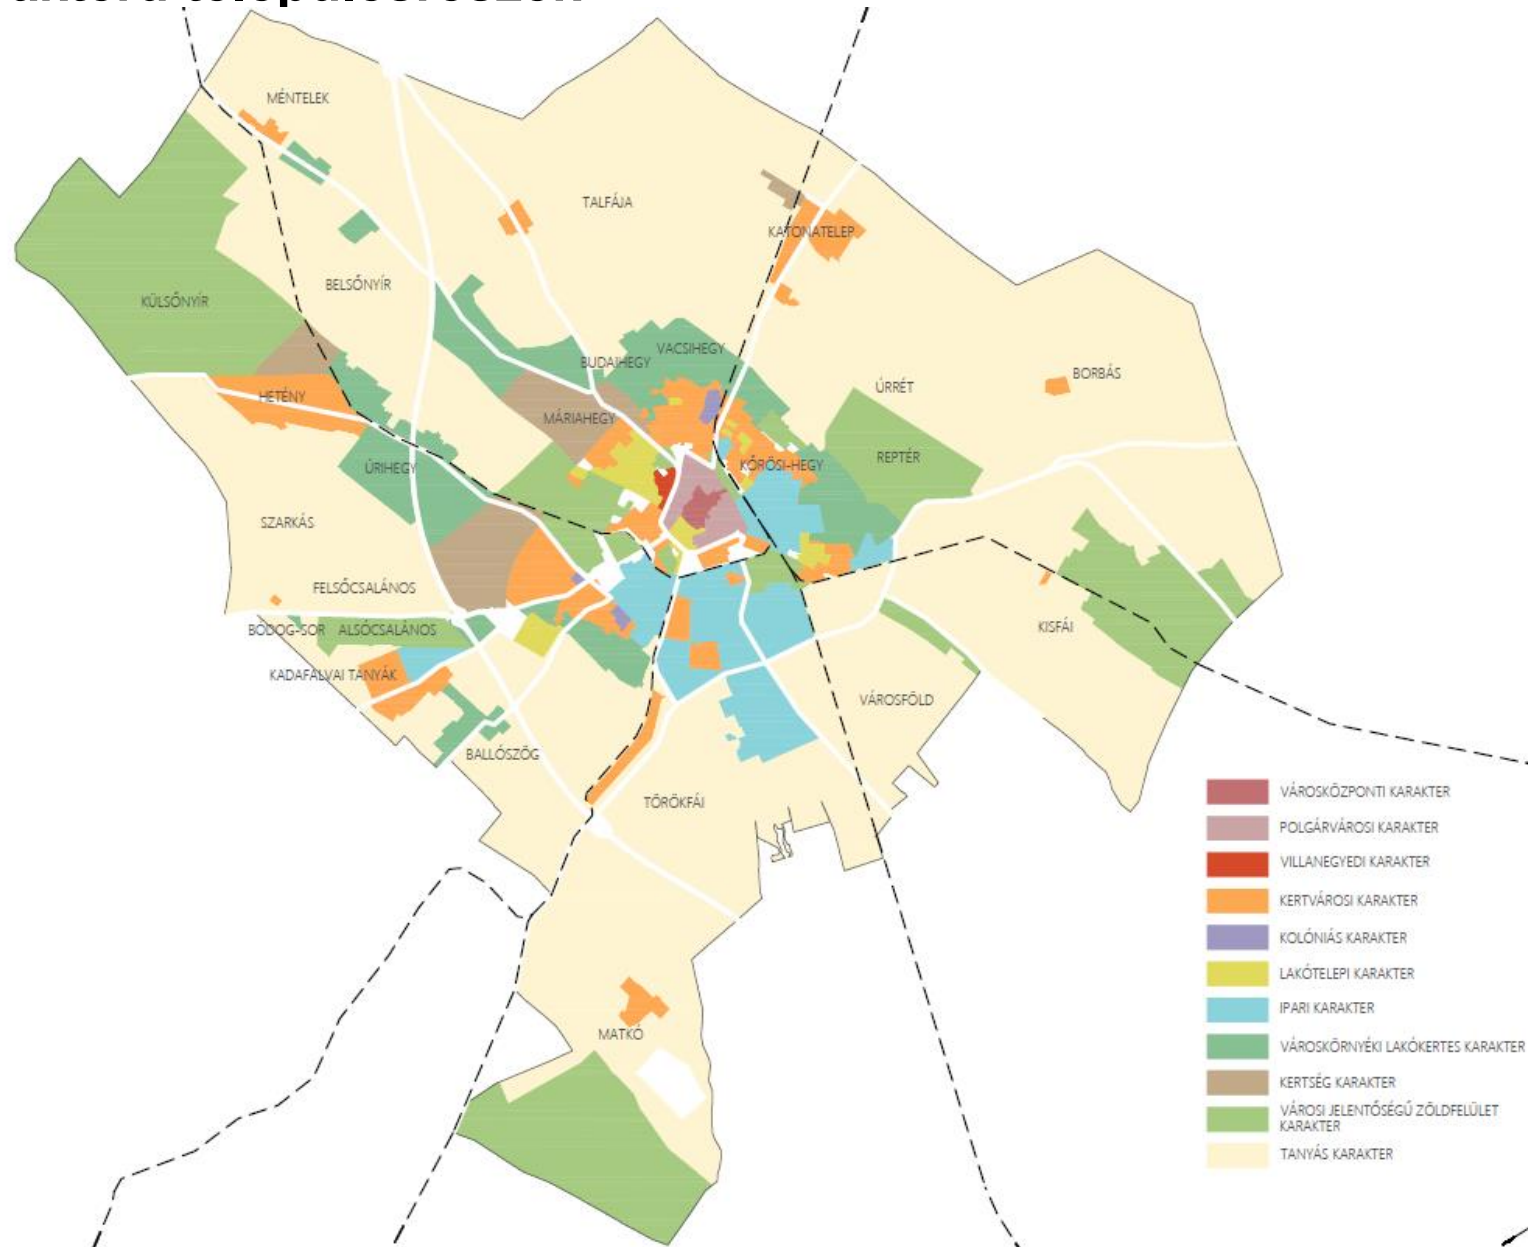 MÉNTELEK
TALFÁJA
KATONATELEP
BELSŐNYÍR
KÜLSŐNYÍR
VACSIHEGY
BUDAIHEGY
BORBÁS
ÚRRÉT
HETÉNY
MÁRIAHEGY
KŐRÖSI-HEGY
REPTÉR
ÚRIHEGY
SZARKÁS
FELSŐCSALÁNOS
BODOG-SOR
ALSÓCSALÁNOS
KISFÁI
KADAFALVAI TANYÁK
VÁROSFÖLD
BALLÓSZÖG
TÖRÖKFÁI
MATKÓ
VÁROSKÖZPONTI KARAKTER
POLGÁRVÁROSI KARAKTER
VILLANEGYEDI KARAKTER
KERTVÁROSI KARAKTER
KOLÓNIÁS KARAKTER
LAKÓTELEPI KARAKTER
IPARI KARAKTER
VÁROSKÖRNYÉKI LAKÓKERTES KARAKTER
KERTSÉG KARAKTER
VÁROSI JELENTŐSÉGŰ ZÖLDFELÜLET
KARAKTER
TANYÁS KARAKTER